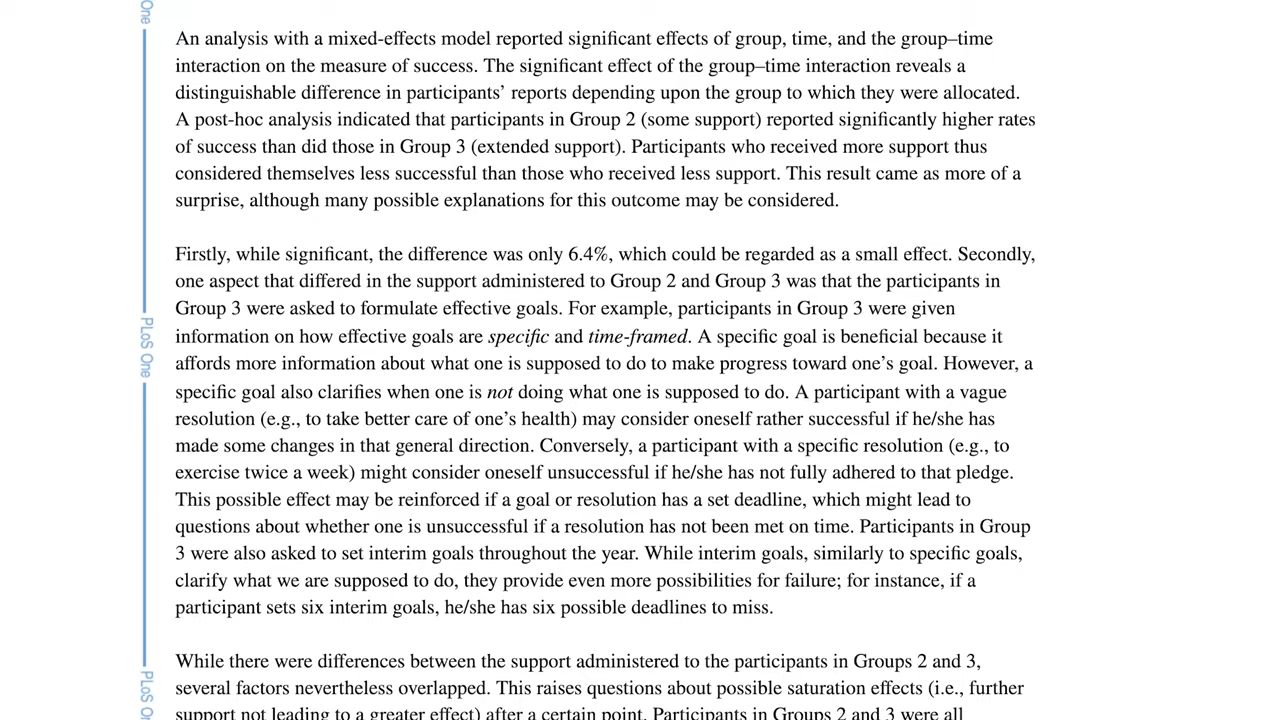 One
An analysis with a mixed-effects model reported significant effects of group, time, and the group–time
interaction on the measure of success. The significant effect of the group–time interaction reveals a
distinguishable difference in participants’ reports depending upon the group to which they were allocated.
A post-hoc analysis indicated that participants in Group 2 (some support) reported significantly higher rates
of success than did those in Group 3 (extended support). Participants who received more support thus
considered themselves less successful than those who received less support. This result came as more of a
surprise, although many possible explanations for this outcome may be considered.
Firstly, while significant, the difference was only 6.4%, which could be regarded as a small effect. Secondly,
one aspect that differed in the support administered to Group 2 and Group 3 was that the participants in
Group 3 were asked to formulate effective goals. For example, participants in Group 3 were given
information on how effective goals are specific and time-framed. A specific goal is beneficial because it
affords more information about what one is supposed to do to make progress toward one’s goal. However, a
specific goal also clarifies when one is not doing what one is supposed to do. A participant with a vague
resolution (e.g., to take better care of one’s health) may consider oneself rather successful if he/she has
made some changes in that general direction. Conversely, a participant with a specific resolution (e.g., to
exercise twice a week) might consider oneself unsuccessful if he/she has not fully adhered to that pledge.
This possible effect may be reinforced if a goal or resolution has a set deadline, which might lead to
questions about whether one is unsuccessful if a resolution has not been met on time. Participants in Group
3 were also asked to set interim goals throughout the year. While interim goals, similarly to specific goals,
clarify what we are supposed to do, they provide even more possibilities for failure; for instance, if a
participant sets six interim goals, he/she has six possible deadlines to miss.
PLoS One
While there were differences between the support administered to the participants in Groups 2 and 3,
several factors nevertheless overlapped. This raises questions about possible saturation effects (i.e., further
support not leading to a greater effect) after a certain point. Participants in Groups 2 and 3 were all
PLoS